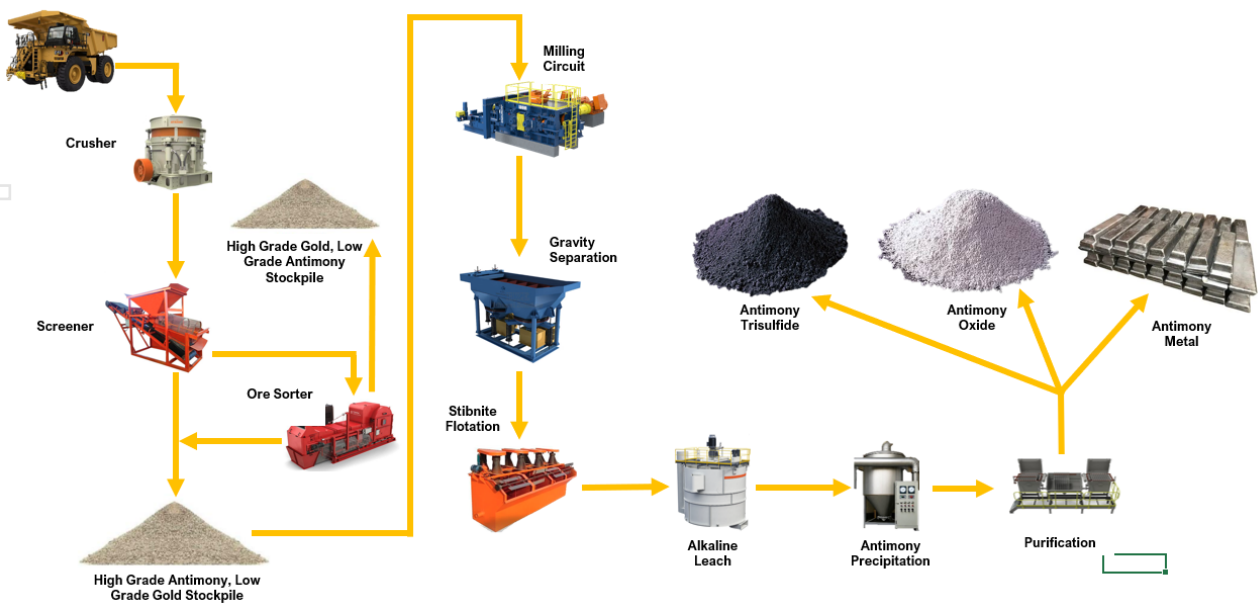 Crusher
Screener
High Grade Gold, Low
Grade Antimony
Stockpile
Ore Sorter
High Grade Antimony, Low
Grade Gold Stockpile
Milling
Circuit
Gravity
Separation
Stibnite
Flotation
Alkaline
Leach
Antimony
Precipitation
Purification
Antimony
Trisulfide
Antimony
Oxide
Antimony
Metal